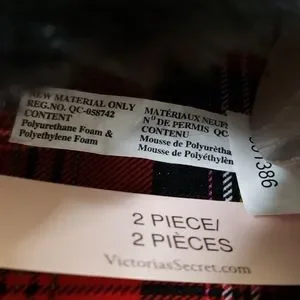 NEW MATERIAL ONLY
REG.NO. QC-058742
CONTENT
Polyurethane Foam &
Polyethylene Foam
MATÉRIAUX NEUFS
Nº DE PERMIS QC
CONTENU
Mousse de Polyurétha
Mousse de Polyéthylèn
1386
2 PIECE/
2 PIÈCES
VictoriasSecret.com